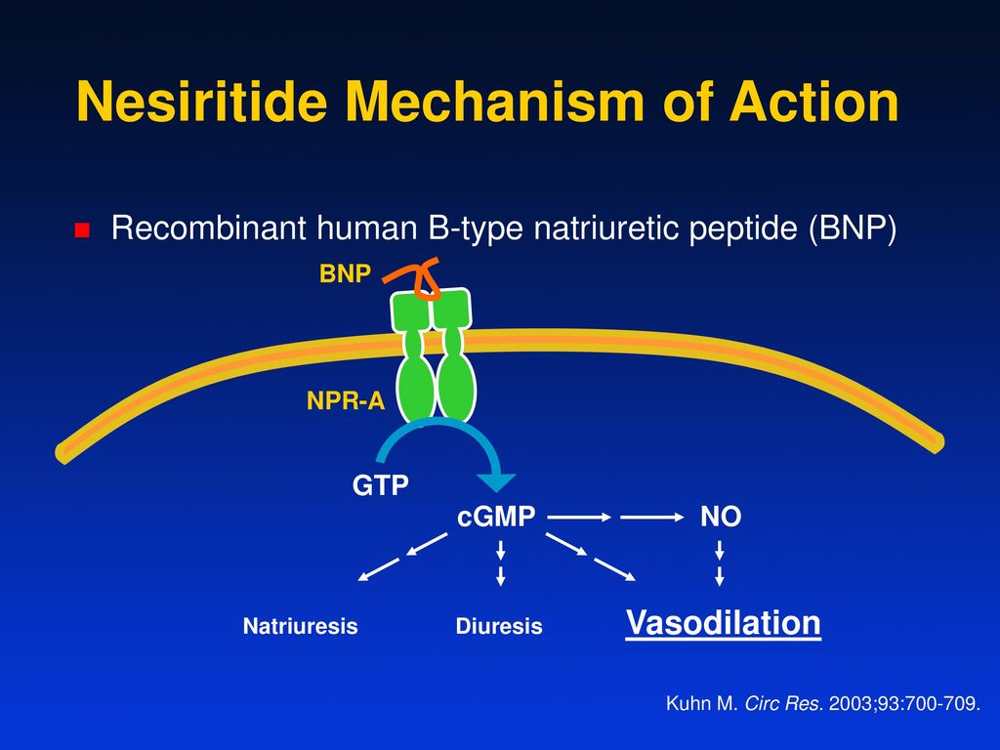 Nesiritide Mechanism of Action
Recombinant human B-type natriuretic peptide (BNP)
BNP
NPR-A
GTP
cGMP NO
Natriuresis Diuresis Vasodilation
Kuhn M. Circ Res. 2003;93:700-709.